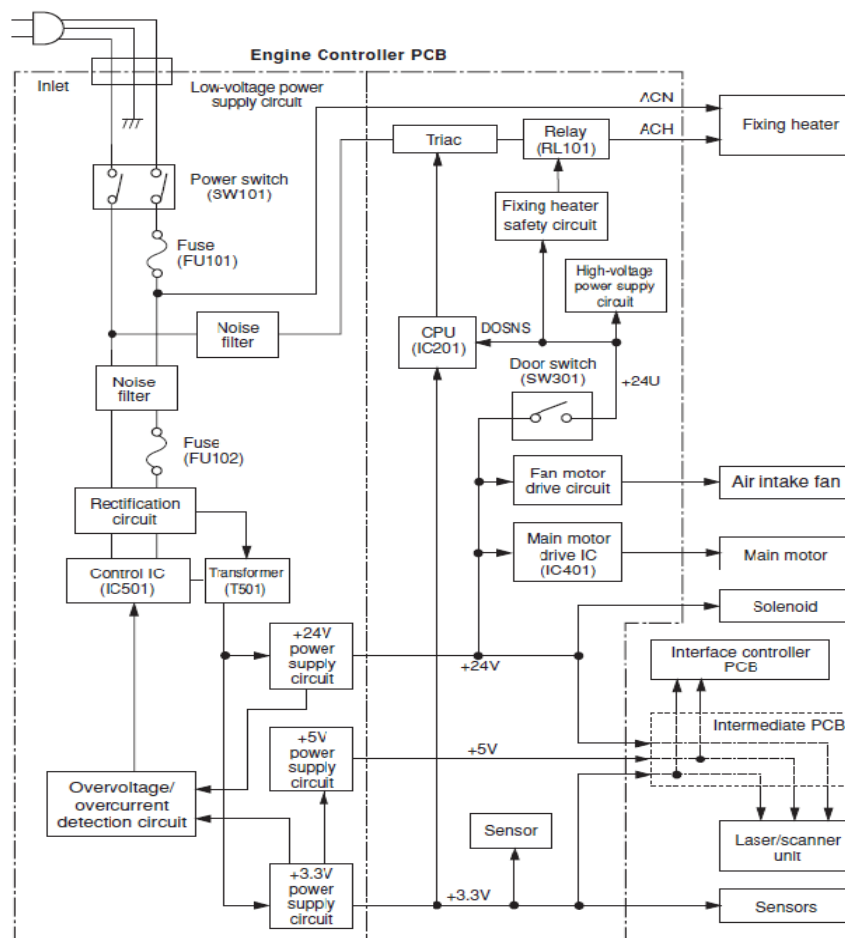 Engine Controller PCB
Inlet
Low-voltage power
supply circuit
ACN
Fixing heater
Triac
Relay
(RL101)
ACH
Power switch
(SW101)
Fixing heater
safety circuit
Fuse
(FU101)
High-voltage
power supply
circuit
Noise
filter
CPU
(IC201)
DOSNS
Door switch
(SW301)
+24U
Noise
filter
Fuse
(FU102)
Fan motor
drive circuit
Air intake fan
Rectification
circuit
Main motor
drive IC
(IC401)
Main motor
Control IC
(IC501)
Transformer
(T501)
Solenoid
+24V
power
supply
circuit
+24V
Interface controller
PCB
Intermediate PCB
+5V
power
supply
circuit
+5V
Overvoltage/
overcurrent
detection circuit
Sensor
Laser/scanner
unit
+3.3V
power
supply
circuit
+3.3V
Sensors